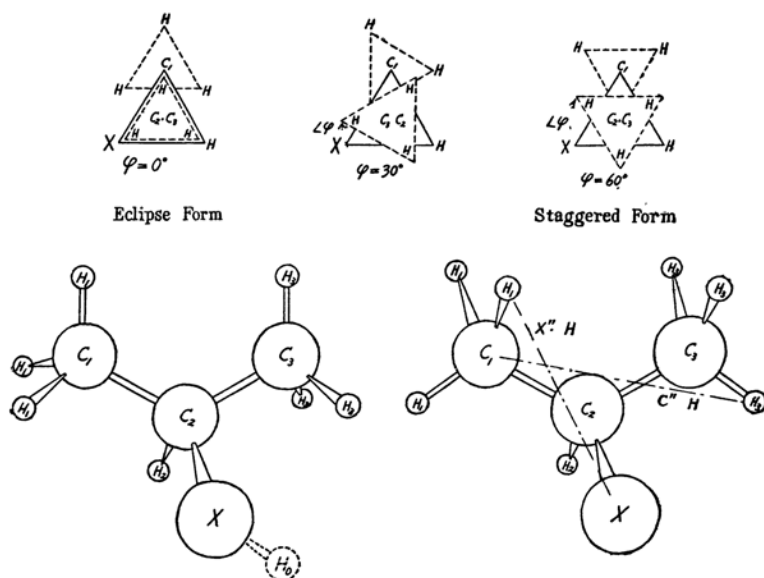 H H H
C₁ H C₁ C₁
H H H H
H H H H
C₂-C₃ ∠φ H C₃ C₂ ∠φ C₂-C₃
H H X H X H
X H H H
φ=0° φ=30° φ=60°
Eclipse Form Staggered Form
H₁ H₃ H₁ H₁ H₃ H₃
X''·H
C₁ C₃ C₁ C₃
H₁
H₁ H₃ H₃ H₁ C'' H H₃
C₂ C₂
H₂ H₂
X X
H₀